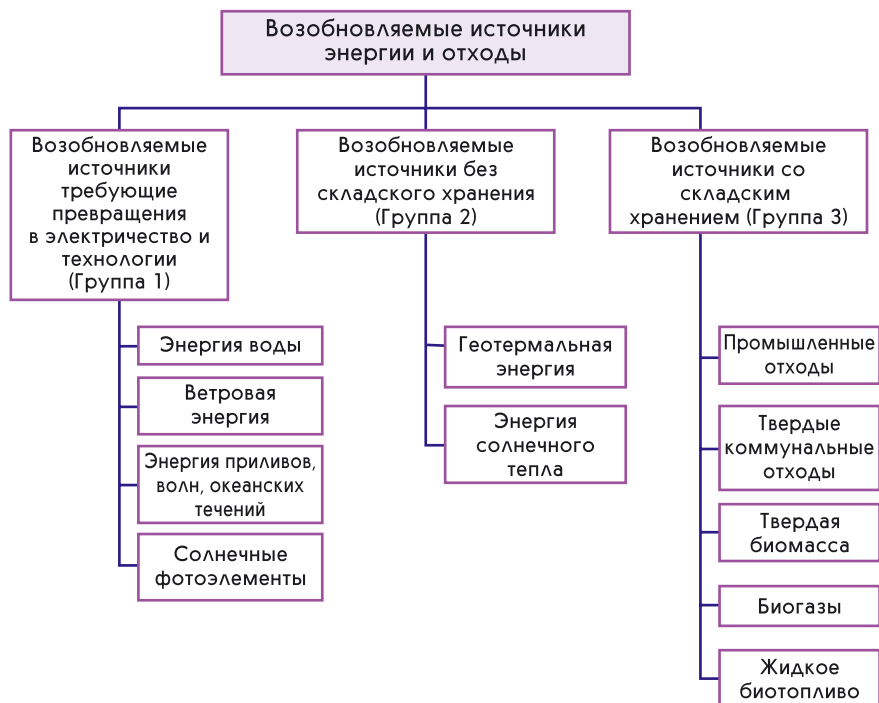 Возобновляемые источники
энергии и отходы
Возобновляемые
источники
требующие
превращения
в электричество и
технологии
(Группа 1)
Энергия воды
Ветровая
энергия
Энергия приливов,
волн, океанских
течений
Солнечные
фотоэлементы
Возобновляемые
источники без
складского хранения
(Группа 2)
Геотермальная
энергия
Энергия
солнечного
тепла
Возобновляемые
источники со
складским
хранением (Группа 3)
Промышленные
отходы
Твердые
коммунальные
отходы
Твердая
биомасса
Биогазы
Жидкое
биотопливо